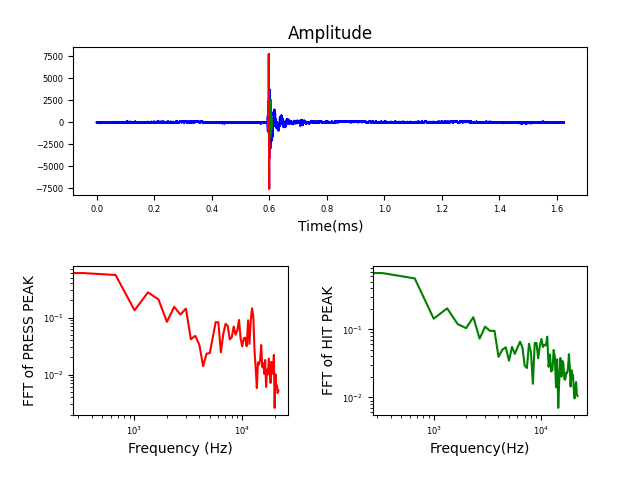 Amplitude
7500
5000
2500
0
−2500
−5000
−7500
0.0 0.2 0.4 0.6 0.8 1.0 1.2 1.4 1.6
Time(ms)
FFT of PRESS PEAK
10⁻¹
10⁻²
10³ 10⁴
Frequency (Hz)
FFT of HIT PEAK
10⁻¹
10⁻²
10³ 10⁴
Frequency(Hz)